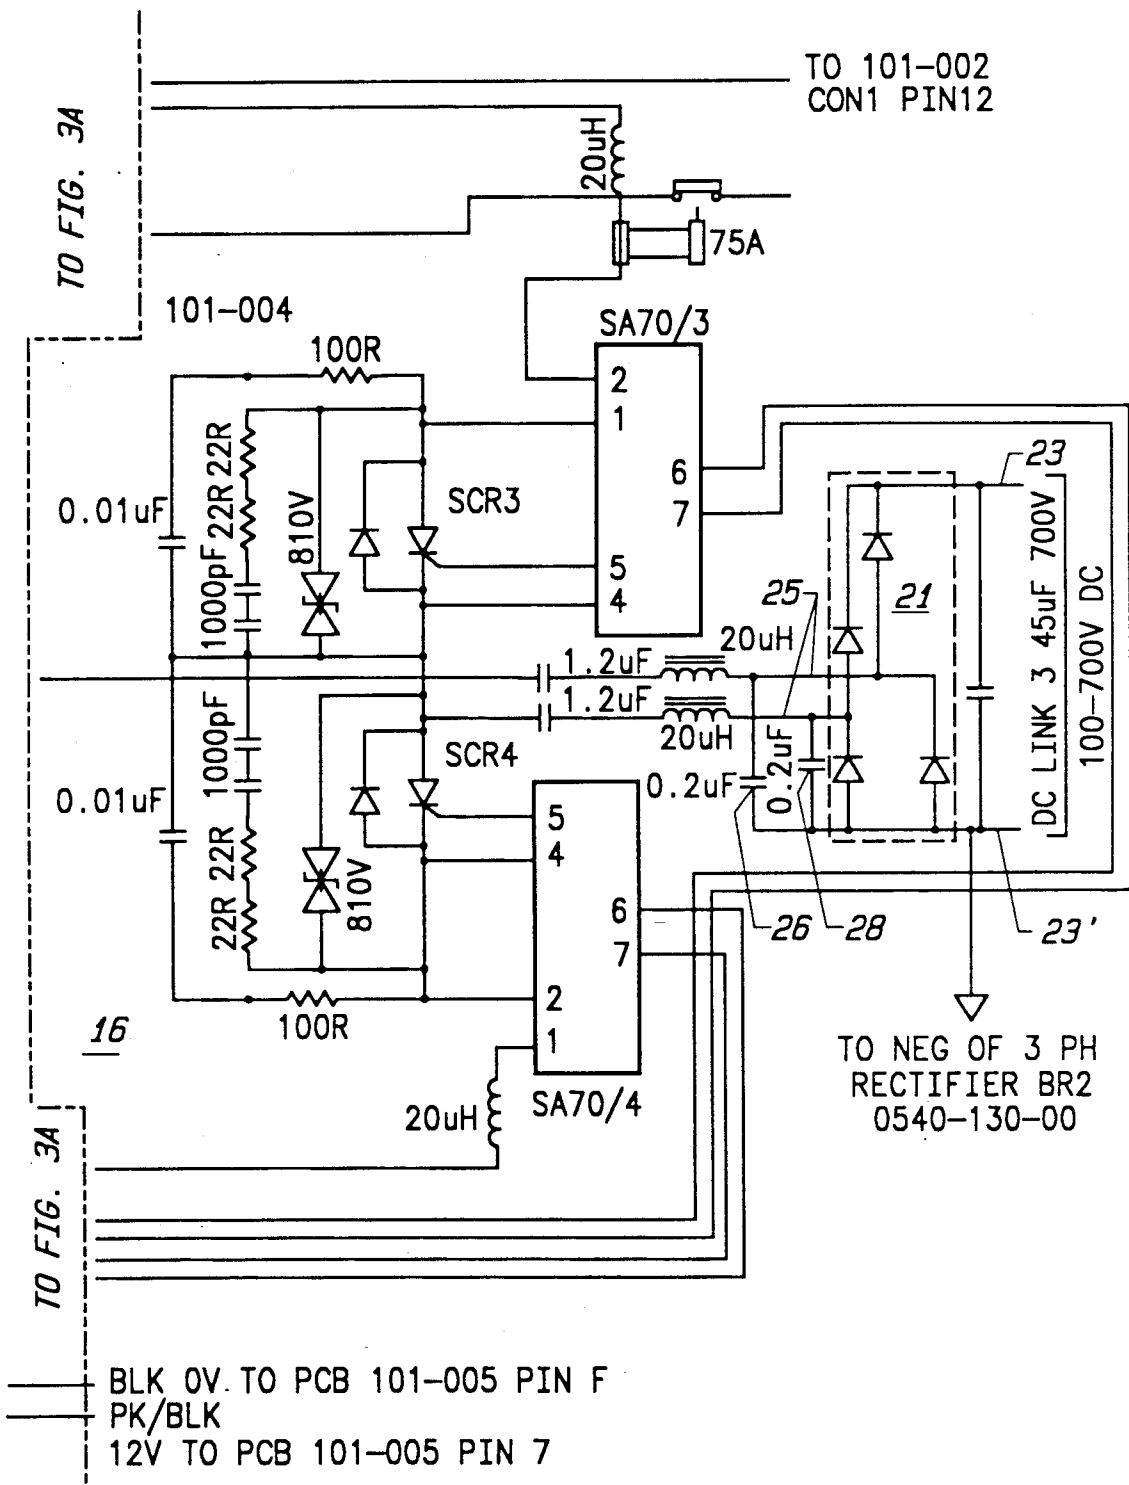 TO 101-002
CON1 PIN12
TO FIG. 3A
20uH
75A
101-004
SA70/3
100R
2
1
22R
22R
0.01uF
810V
SCR3
6
7
23
1000pF
5
4
25
21
20uH
1.2uF
1.2uF
20uH
DC LINK 3 45uF 700V
100-700V DC
1000pF
SCR4
0.2uF
0.2uF
0.01uF
5
4
22R
22R
810V
6
7
26
28
23'
2
1
100R
16
TO NEG OF 3 PH
RECTIFIER BR2
0540-130-00
20uH
SA70/4
TO FIG. 3A
BLK 0V TO PCB 101-005 PIN F
PK/BLK
12V TO PCB 101-005 PIN 7